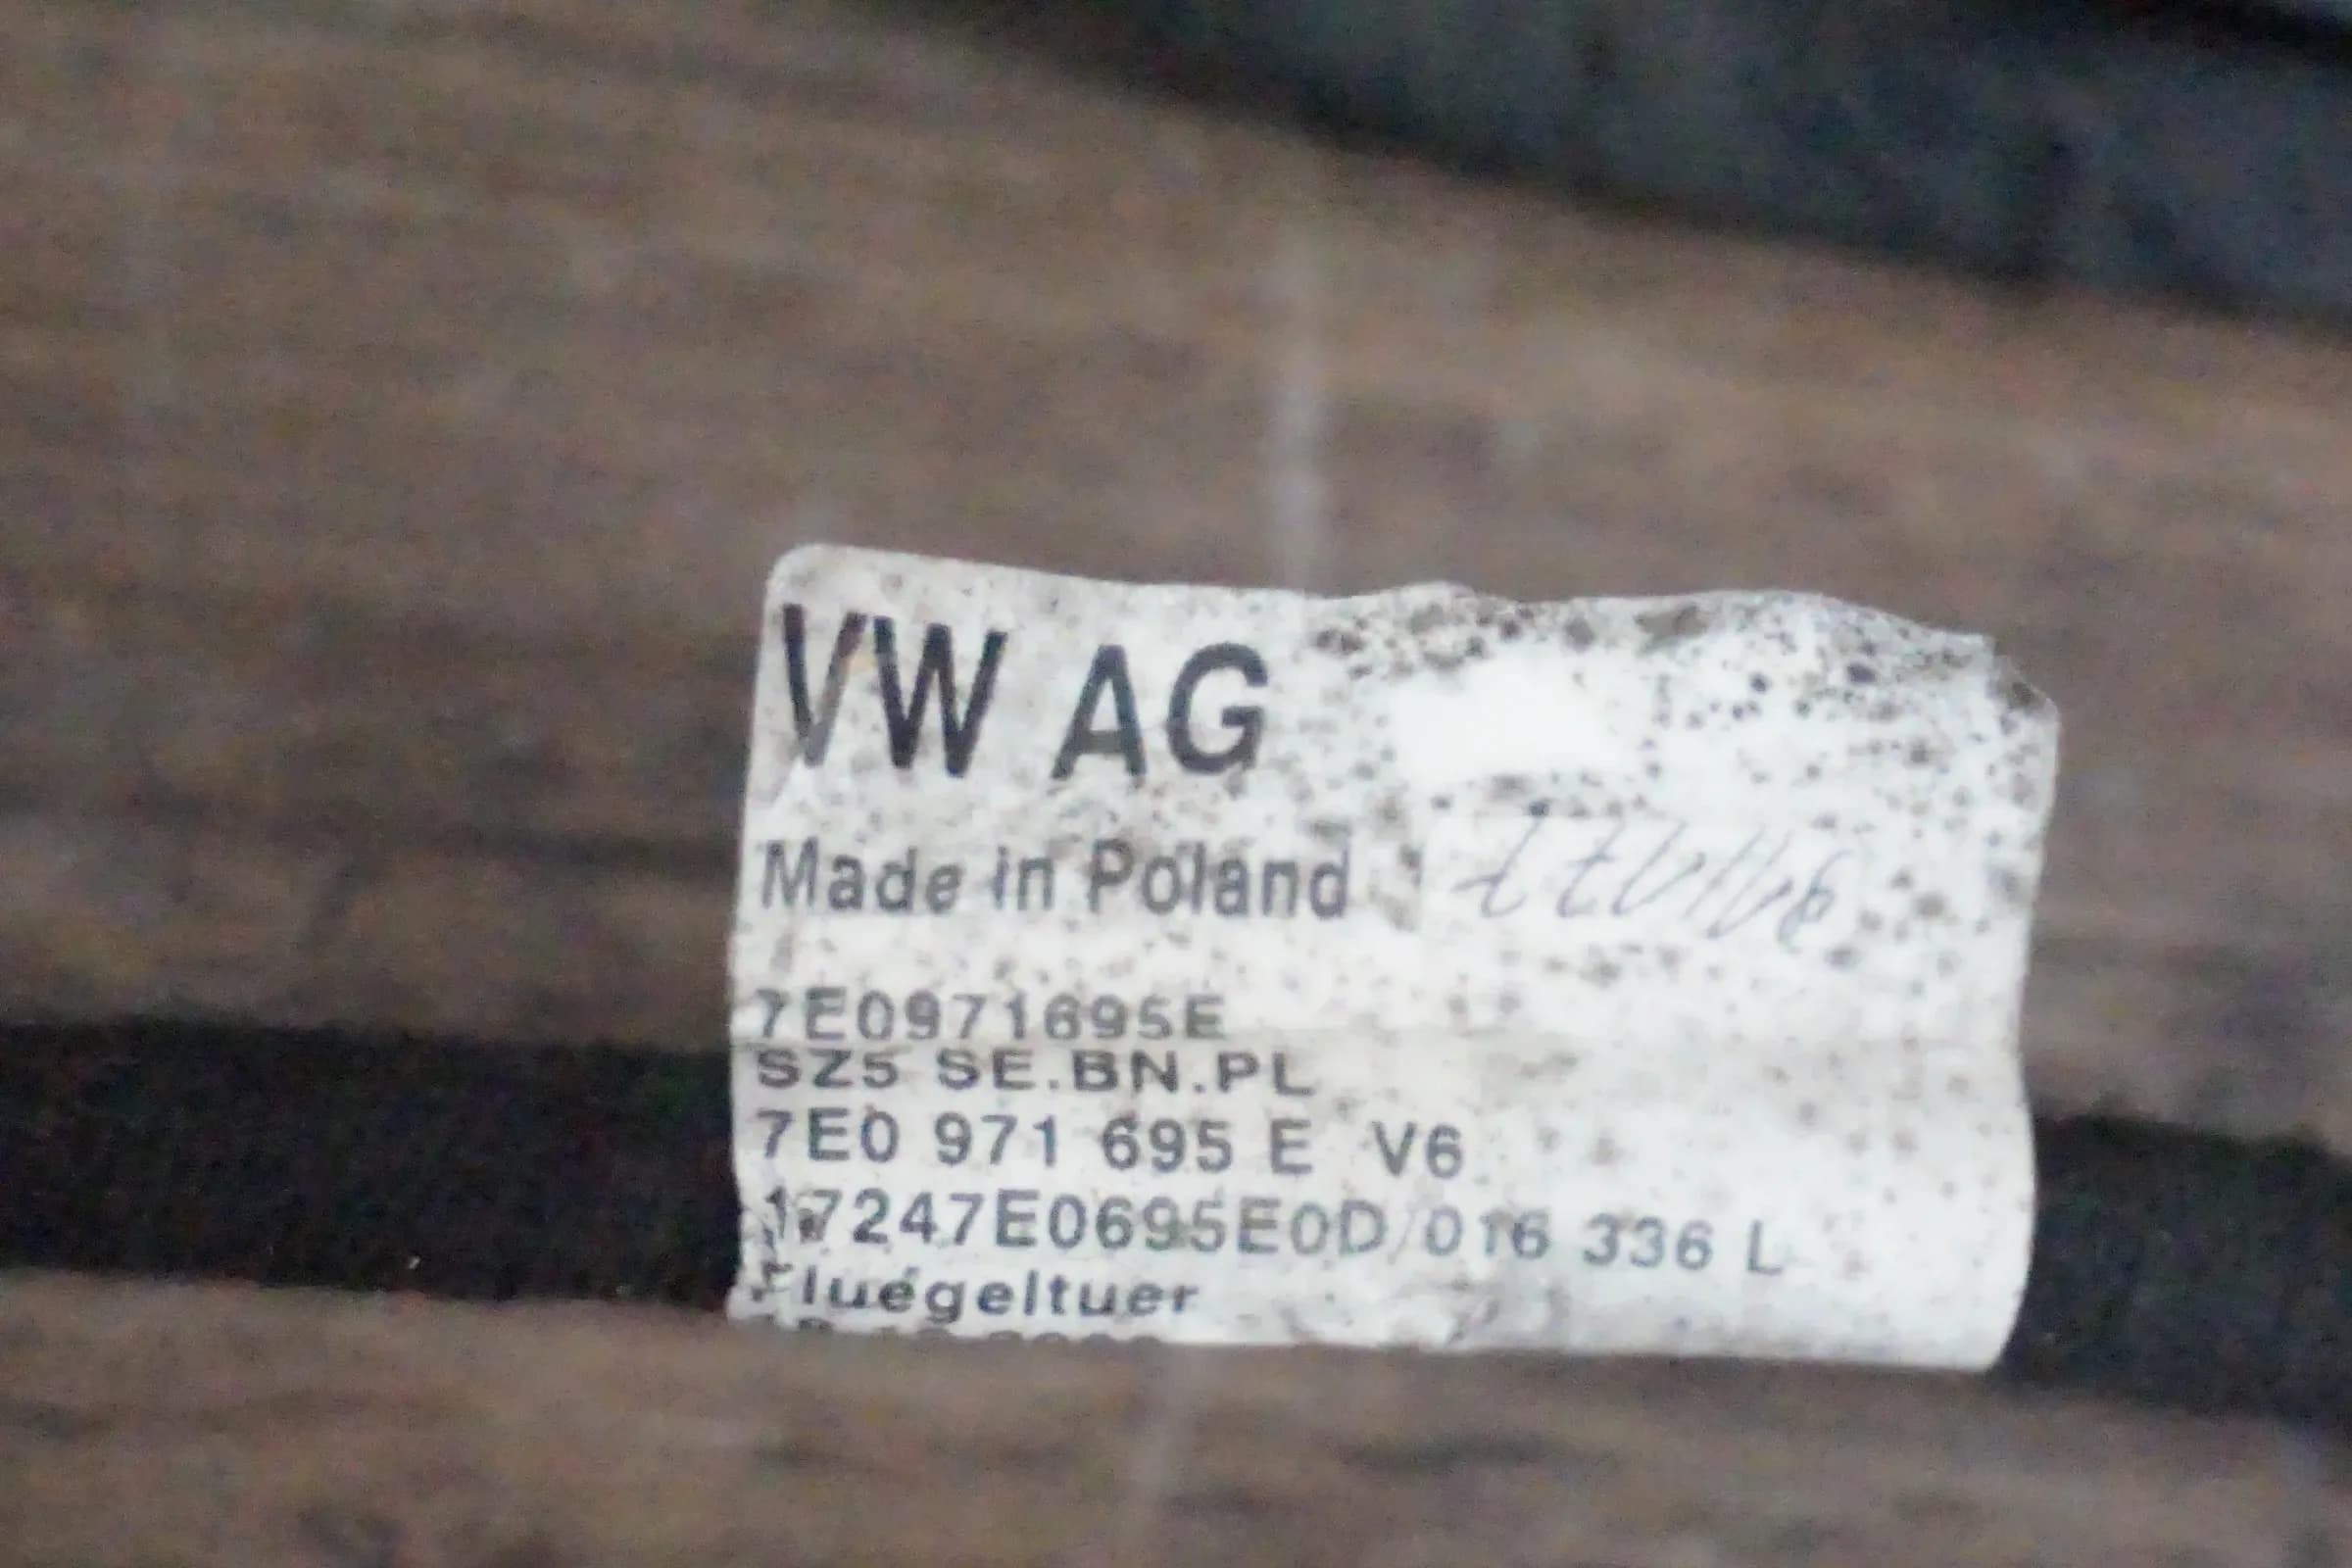 VW AG
Made in Poland
7E0971695E
SZ5 SE.BN.PL
7E0 971 695 E V6
17247E0695E0D/016 336 L
Fluegeltuer